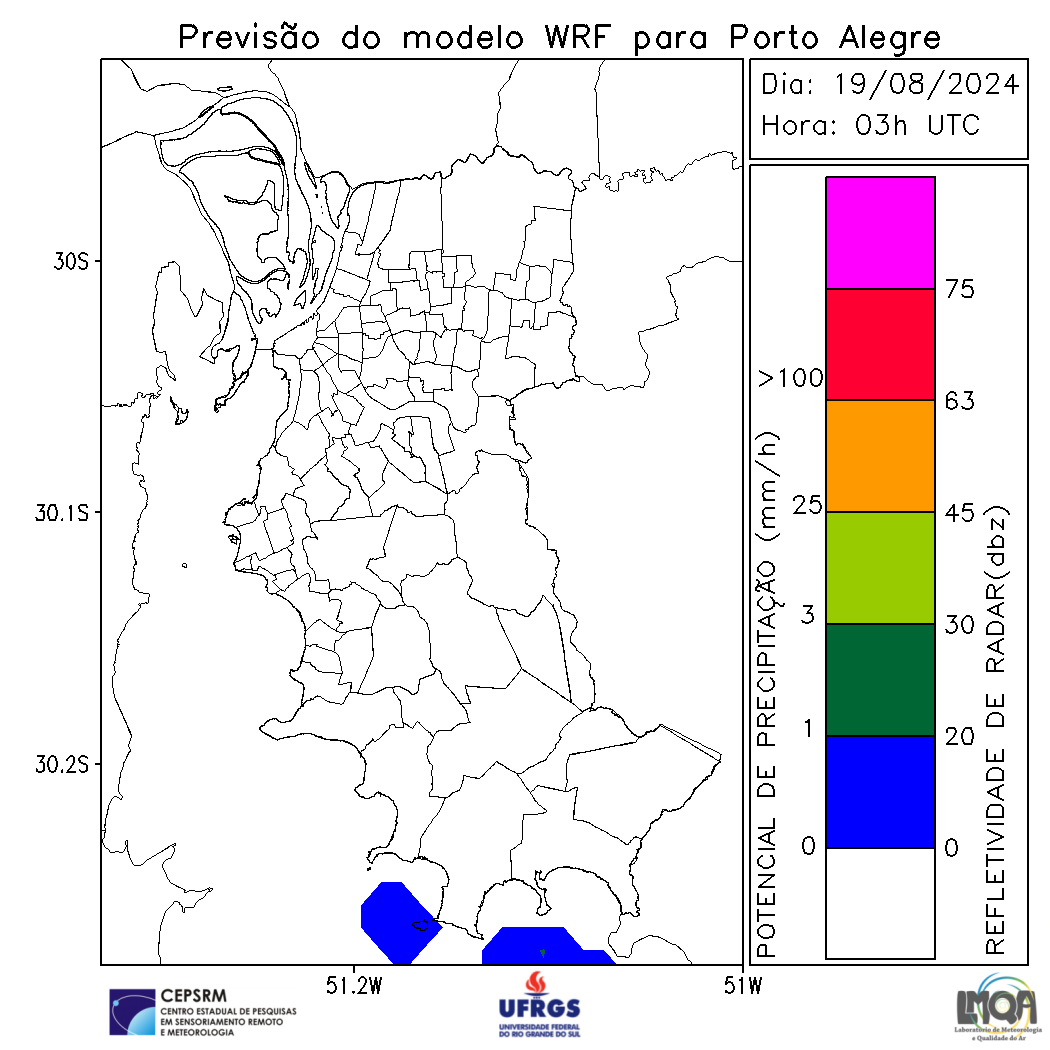 Previsão do modelo WRF para Porto Alegre
Dia: 19/08/2024
Hora: 03h UTC
30S
30.1S
30.2S
51.2W
51W
POTENCIAL DE PRECIPITAÇÃO (mm/h)
>100
25
3
1
0
75
63
45
30
20
0
REFLETIVIDADE DE RADAR(dbz)
CEPSRM
CENTRO ESTADUAL DE PESQUISAS
EM SENSORIAMENTO REMOTO
E METEOROLOGIA
UFRGS
UNIVERSIDADE FEDERAL
DO RIO GRANDE DO SUL
LMQA
Laboratório de Meteorologia
e Qualidade do Ar